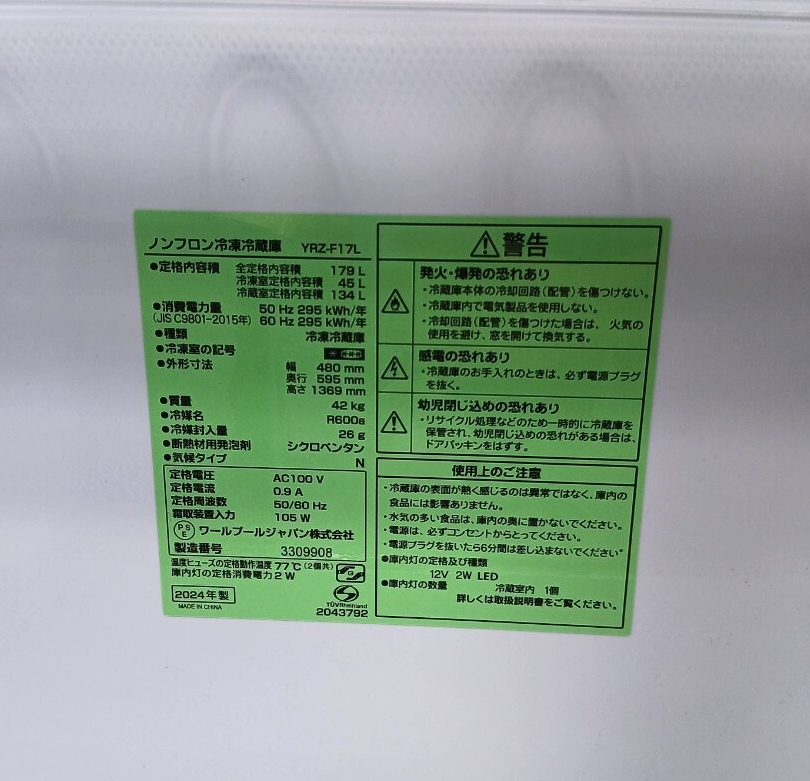 ノンフロン冷凍冷蔵庫 YRZ-F17L
●定格内容積 全定格内容積 179 L
冷凍室定格内容積 45 L
冷蔵室定格内容積 134 L
●消費電力量 50 Hz 295 kWh/年
(JIS C9801-2015年) 60 Hz 295 kWh/年
●種類 冷凍冷蔵庫
●冷凍室の記号
●外形寸法 幅 480 mm
奥行 595 mm
高さ 1369 mm
●質量 42 kg
●冷媒名 R600a
●冷媒封入量 26 g
●断熱材用発泡剤 シクロペンタン
●気候タイプ N
定格電圧 AC100 V
定格電流 0.9 A
定格周波数 50/60 Hz
霜取装置入力 105 W
PSE ワールプールジャパン株式会社
製造番号 3309908
温度ヒューズの定格動作温度 77℃(2個共)
庫内灯の定格消費電力 2 W
2024年製
MADE IN CHINA
TÜVRheinland
2043792
警告
発火・爆発の恐れあり
・冷蔵庫本体の冷却回路(配管)を傷つけない。
・冷蔵庫内で電気製品を使用しない。
・冷却回路(配管)を傷つけた場合は、火気の
使用を避け、窓を開けて換気する。
感電の恐れあり
・冷蔵庫のお手入れのときは、必ず電源プラグ
を抜く。
幼児閉じ込めの恐れあり
・リサイクル処理などのため一時的に冷蔵庫を
保管され、幼児閉じ込めの恐れがある場合は、
ドアパッキンをはずす。
使用上のご注意
・冷蔵庫の表面が熱く感じるのは異常ではなく、庫内の
食品には影響ありません。
・水気の多い食品は、庫内の奥に置かないでください。
・電源は、必ずコンセントからとってください。
・電源プラグを抜いたら6分間は差し込まないでください。
●庫内灯の定格及び種類
12V 2W LED
●庫内灯の数量 冷蔵室内 1個
詳しくは取扱説明書をご覧ください。